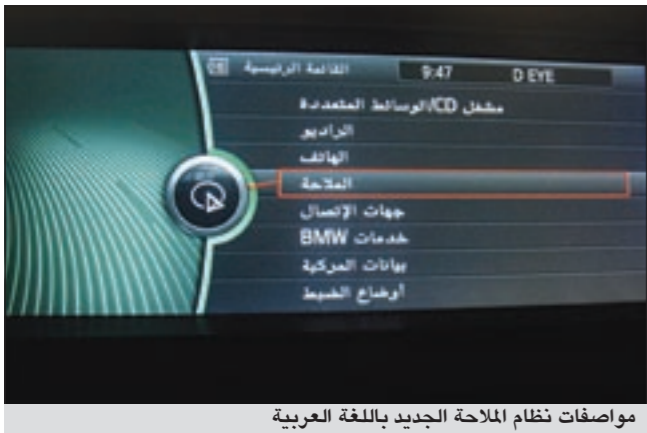 القائمة الرئيسية 9:47 D EYE
مشغل CD/الوسائط المتعددة
الراديو
الهاتف
الملاحة
جهات الإتصال
خدمات BMW
بيانات المركبة
أوضاع الضبط
مواصفات نظام الملاحة الجديد باللغة العربية